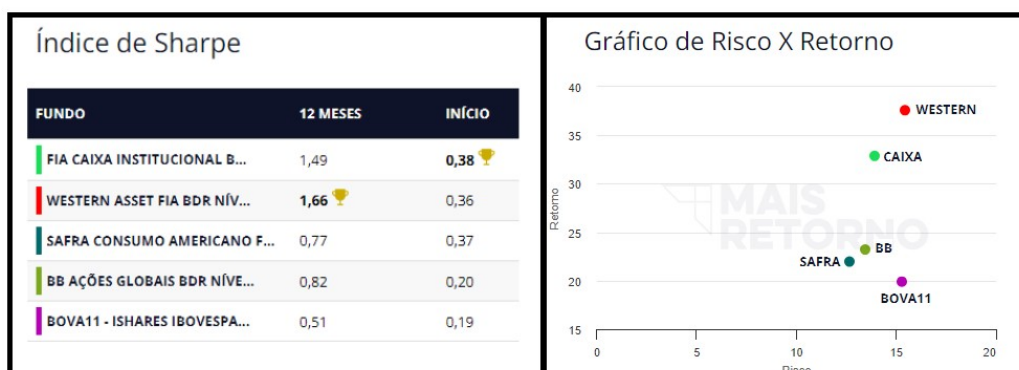 Índice de Sharpe
FUNDO 12 MESES INÍCIO
FIA CAIXA INSTITUCIONAL B... 1,49 0,38
WESTERN ASSET FIA BDR NÍV... 1,66 0,36
SAFRA CONSUMO AMERICANO F... 0,77 0,37
BB AÇÕES GLOBAIS BDR NÍVE... 0,82 0,20
BOVA11 - ISHARES IBOVESPA... 0,51 0,19
Gráfico de Risco X Retorno
40
WESTERN
35
CAIXA
30
MAIS
RETORNO
Retorno
25
BB
SAFRA
20
BOVA11
15
0 5 10 15 20
Risco